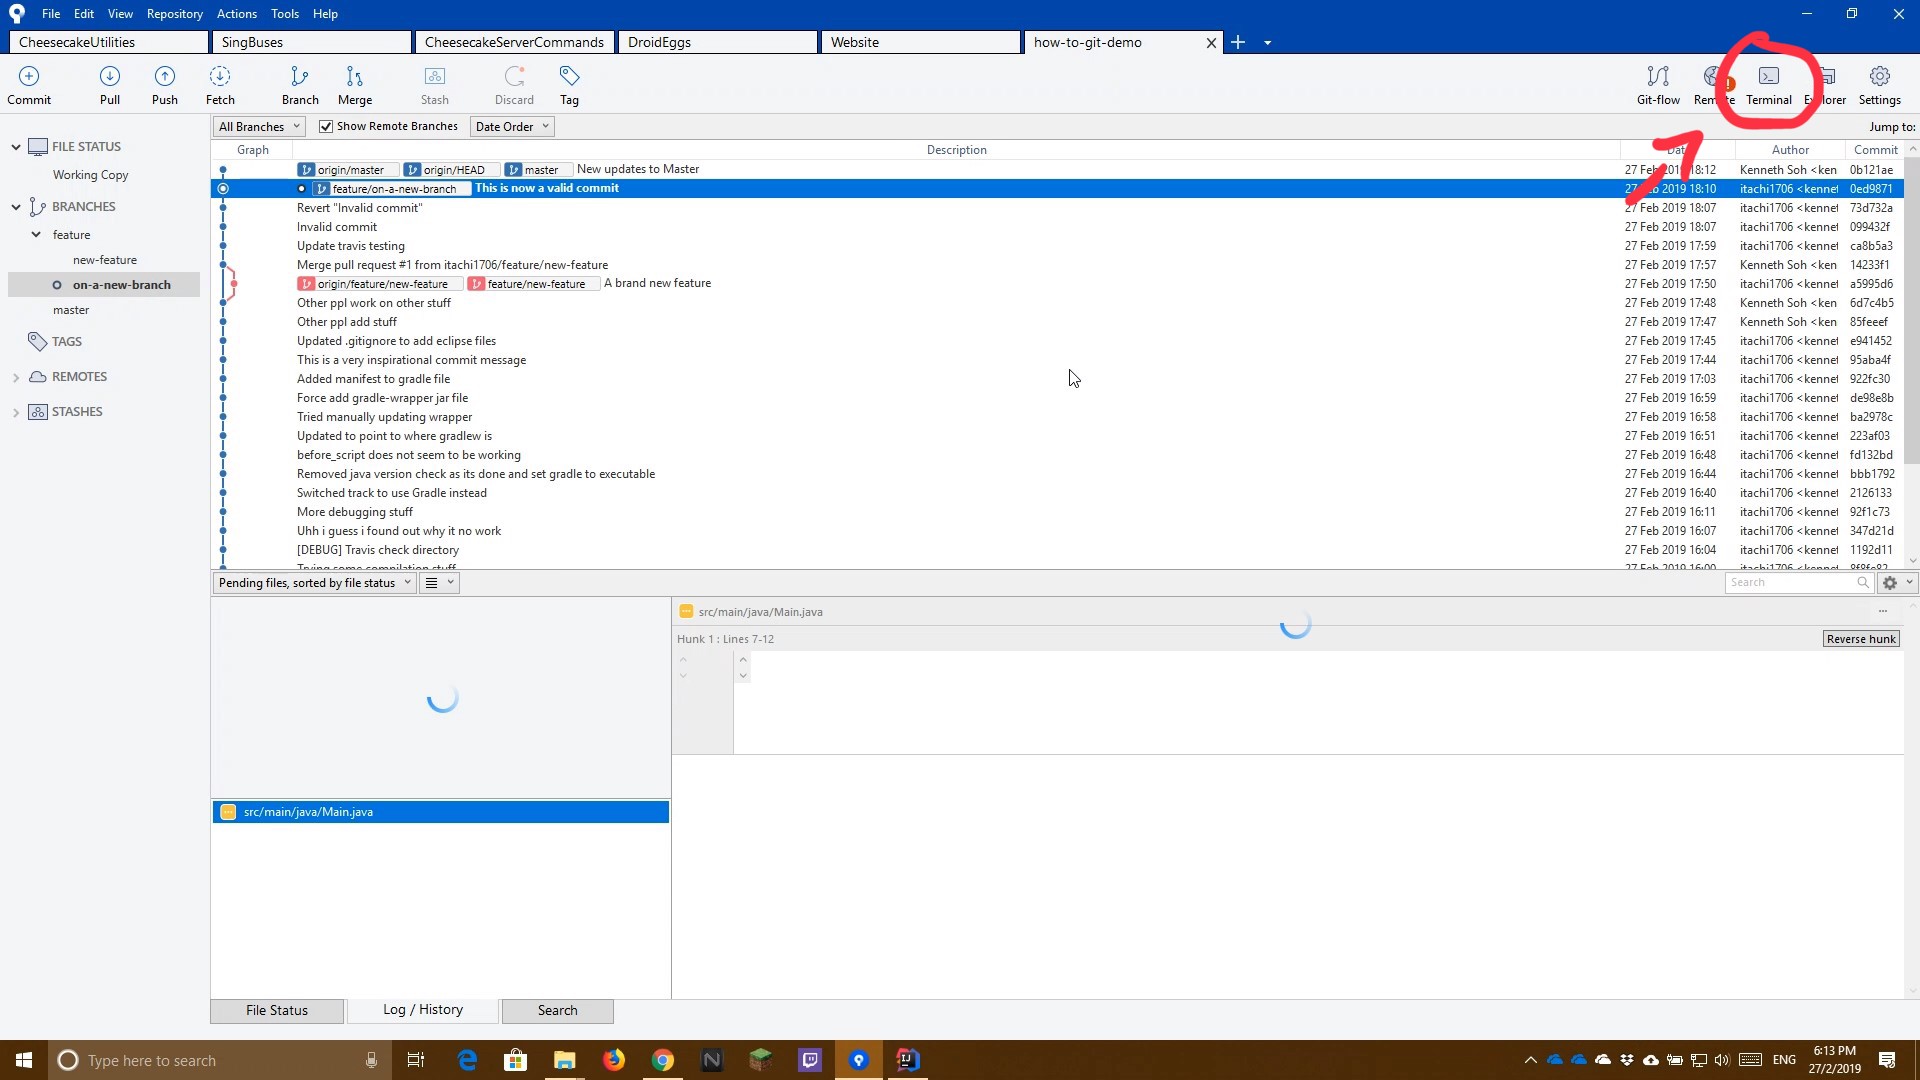 File Edit View Repository Actions Tools Help
CheesecakeUtilities SingBuses CheesecakeServerCommands DroidEggs Website how-to-git-demo
Commit Pull Push Fetch Branch Merge Stash Discard Tag Git-flow Remote Terminal Explorer Settings
All Branches Show Remote Branches Date Order Jump to:
Graph Description Date Author Commit
FILE STATUS
Working Copy
BRANCHES
feature
new-feature
on-a-new-branch
master
TAGS
REMOTES
STASHES
origin/master origin/HEAD master New updates to Master 27 Feb 2019 18:12 Kenneth Soh <ken 0b121ae
feature/on-a-new-branch This is now a valid commit 27 Feb 2019 18:10 itachi1706 <kennet 0ed9871
Revert "Invalid commit" 27 Feb 2019 18:07 itachi1706 <kennet 73d732a
Invalid commit 27 Feb 2019 18:07 itachi1706 <kennet 099432f
Update travis testing 27 Feb 2019 17:59 itachi1706 <kennet ca8b5a3
Merge pull request #1 from itachi1706/feature/new-feature 27 Feb 2019 17:57 Kenneth Soh <ken 14233f1
origin/feature/new-feature feature/new-feature A brand new feature 27 Feb 2019 17:50 itachi1706 <kennet a5995d6
Other ppl work on other stuff 27 Feb 2019 17:48 Kenneth Soh <ken 6d7c4b5
Other ppl add stuff 27 Feb 2019 17:47 Kenneth Soh <ken 85feeef
Updated .gitignore to add eclipse files 27 Feb 2019 17:45 itachi1706 <kennet e941452
This is a very inspirational commit message 27 Feb 2019 17:44 itachi1706 <kennet 95aba4f
Added manifest to gradle file 27 Feb 2019 17:03 itachi1706 <kennet 922fc30
Force add gradle-wrapper jar file 27 Feb 2019 16:59 itachi1706 <kennet de98e8b
Tried manually updating wrapper 27 Feb 2019 16:58 itachi1706 <kennet ba2978c
Updated to point to where gradlew is 27 Feb 2019 16:51 itachi1706 <kennet 223af03
before_script does not seem to be working 27 Feb 2019 16:48 itachi1706 <kennet fd132bd
Removed java version check as its done and set gradle to executable 27 Feb 2019 16:44 itachi1706 <kennet bbb1792
Switched track to use Gradle instead 27 Feb 2019 16:40 itachi1706 <kennet 2126133
More debugging stuff 27 Feb 2019 16:11 itachi1706 <kennet 92f1c73
Uhh i guess i found out why it no work 27 Feb 2019 16:07 itachi1706 <kennet 347d21d
[DEBUG] Travis check directory 27 Feb 2019 16:04 itachi1706 <kennet 1192d11
Trying some compilation stuff 27 Feb 2019 16:00 itachi1706 <kennet 8f8fe82
Pending files, sorted by file status Search
src/main/java/Main.java
Hunk 1 : Lines 7-12 Reverse hunk
src/main/java/Main.java
File Status Log / History Search
Type here to search ENG 6:13 PM
27/2/2019